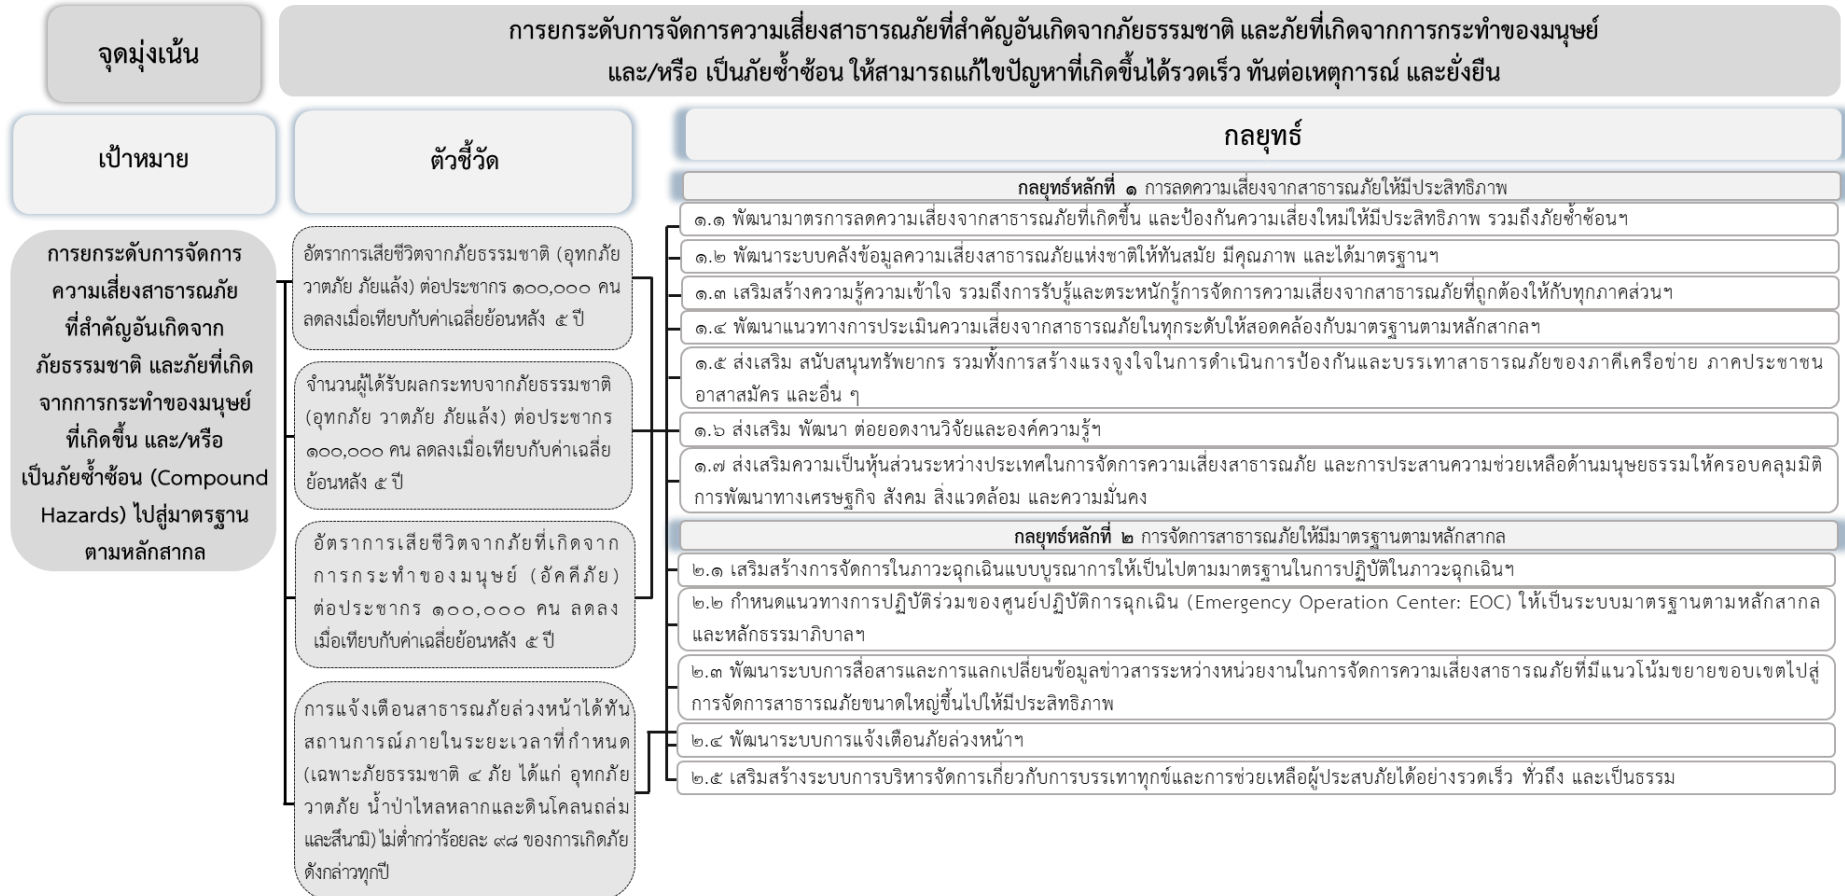 จุดมุ่งเน้น
การยกระดับการจัดการความเสี่ยงสาธารณภัยที่สำคัญอันเกิดจากภัยธรรมชาติ และภัยที่เกิดจากการกระทำของมนุษย์
และ/หรือ เป็นภัยซ้ำซ้อน ให้สามารถแก้ไขปัญหาที่เกิดขึ้นได้รวดเร็ว ทันต่อเหตุการณ์ และยั่งยืน
เป้าหมาย
การยกระดับการจัดการ
ความเสี่ยงสาธารณภัย
ที่สำคัญอันเกิดจาก
ภัยธรรมชาติ และภัยที่เกิด
จากการกระทำของมนุษย์
ที่เกิดขึ้น และ/หรือ
เป็นภัยซ้ำซ้อน (Compound
Hazards) ไปสู่มาตรฐาน
ตามหลักสากล
ตัวชี้วัด
อัตราการเสียชีวิตจากภัยธรรมชาติ (อุทกภัย
วาตภัย ภัยแล้ง) ต่อประชากร ๑๐๐,๐๐๐ คน
ลดลงเมื่อเทียบกับค่าเฉลี่ยย้อนหลัง ๕ ปี
จำนวนผู้ได้รับผลกระทบจากภัยธรรมชาติ
(อุทกภัย วาตภัย ภัยแล้ง) ต่อประชากร
๑๐๐,๐๐๐ คน ลดลงเมื่อเทียบกับค่าเฉลี่ย
ย้อนหลัง ๕ ปี
อัตราการเสียชีวิตจากภัยที่เกิดจาก
การกระทำของมนุษย์ (อัคคีภัย)
ต่อประชากร ๑๐๐,๐๐๐ คน ลดลง
เมื่อเทียบกับค่าเฉลี่ยย้อนหลัง ๕ ปี
การแจ้งเตือนสาธารณภัยล่วงหน้าได้ทัน
สถานการณ์ภายในระยะเวลาที่กำหนด
(เฉพาะภัยธรรมชาติ ๔ ภัย ได้แก่ อุทกภัย
วาตภัย น้ำป่าไหลหลากและดินโคลนถล่ม
และสึนามิ) ไม่ต่ำกว่าร้อยละ ๙๘ ของการเกิดภัย
ดังกล่าวทุกปี
กลยุทธ์
กลยุทธ์หลักที่ ๑ การลดความเสี่ยงจากสาธารณภัยให้มีประสิทธิภาพ
๑.๑ พัฒนามาตรการลดความเสี่ยงจากสาธารณภัยที่เกิดขึ้น และป้องกันความเสี่ยงใหม่ให้มีประสิทธิภาพ รวมถึงภัยซ้ำซ้อนฯ
๑.๒ พัฒนาระบบคลังข้อมูลความเสี่ยงสาธารณภัยแห่งชาติให้ทันสมัย มีคุณภาพ และได้มาตรฐานฯ
๑.๓ เสริมสร้างความรู้ความเข้าใจ รวมถึงการรับรู้และตระหนักรู้การจัดการความเสี่ยงจากสาธารณภัยที่ถูกต้องให้กับทุกภาคส่วนฯ
๑.๔ พัฒนาแนวทางการประเมินความเสี่ยงจากสาธารณภัยในทุกระดับให้สอดคล้องกับมาตรฐานตามหลักสากลฯ
๑.๕ ส่งเสริม สนับสนุนทรัพยากร รวมทั้งการสร้างแรงจูงใจในการดำเนินการป้องกันและบรรเทาสาธารณภัยของภาคีเครือข่าย ภาคประชาชน
อาสาสมัคร และอื่น ๆ
๑.๖ ส่งเสริม พัฒนา ต่อยอดงานวิจัยและองค์ความรู้ฯ
๑.๗ ส่งเสริมความเป็นหุ้นส่วนระหว่างประเทศในการจัดการความเสี่ยงสาธารณภัย และการประสานความช่วยเหลือด้านมนุษยธรรมให้ครอบคลุมมิติ
การพัฒนาทางเศรษฐกิจ สังคม สิ่งแวดล้อม และความมั่นคง
กลยุทธ์หลักที่ ๒ การจัดการสาธารณภัยให้มีมาตรฐานตามหลักสากล
๒.๑ เสริมสร้างการจัดการในภาวะฉุกเฉินแบบบูรณาการให้เป็นไปตามมาตรฐานในการปฏิบัติในภาวะฉุกเฉินฯ
๒.๒ กำหนดแนวทางการปฏิบัติร่วมของศูนย์ปฏิบัติการฉุกเฉิน (Emergency Operation Center: EOC) ให้เป็นระบบมาตรฐานตามหลักสากล
และหลักธรรมาภิบาลฯ
๒.๓ พัฒนาระบบการสื่อสารและการแลกเปลี่ยนข้อมูลข่าวสารระหว่างหน่วยงานในการจัดการความเสี่ยงสาธารณภัยที่มีแนวโน้มขยายขอบเขตไปสู่
การจัดการสาธารณภัยขนาดใหญ่ขึ้นไปให้มีประสิทธิภาพ
๒.๔ พัฒนาระบบการแจ้งเตือนภัยล่วงหน้าฯ
๒.๕ เสริมสร้างระบบการบริหารจัดการเกี่ยวกับการบรรเทาทุกข์และการช่วยเหลือผู้ประสบภัยได้อย่างรวดเร็ว ทั่วถึง และเป็นธรรม